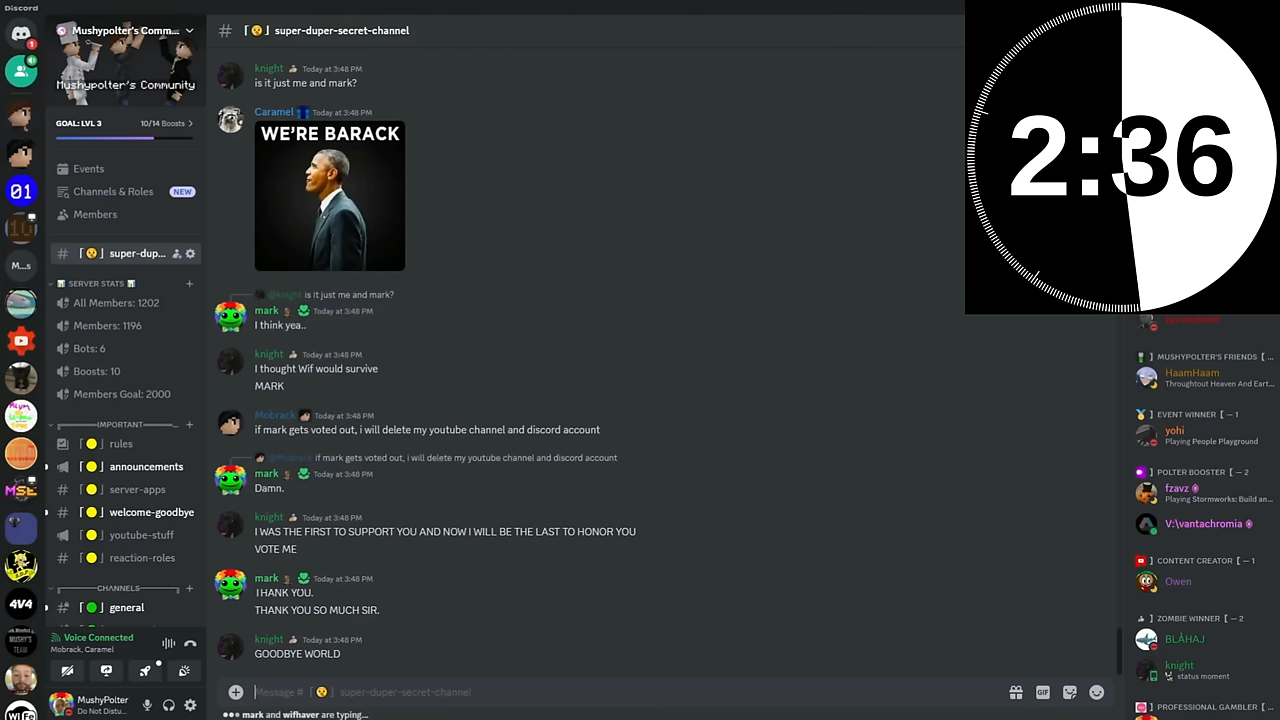 Discord
Mushypolter's Comm...
Mushypolter's Community
GOAL: LVL 3
10/14 Boosts
Events
Channels & Roles
NEW
Members
super-dup...
SERVER STATS
All Members: 1202
Members: 1196
Bots: 6
Boosts: 10
Members Goal: 2000
IMPORTANT
rules
announcements
server-apps
welcome-goodbye
youtube-stuff
reaction-roles
CHANNELS
general
Voice Connected
Mobrack, Caramel
MushyPolter
Do Not Distu...
1
01
M...s
4V4
super-duper-secret-channel
knight Today at 3:48 PM
is it just me and mark?
Caramel Today at 3:48 PM
WE'RE BARACK
@knight is it just me and mark?
mark Today at 3:48 PM
I think yea..
knight Today at 3:48 PM
I thought Wif would survive
MARK
Mobrack Today at 3:48 PM
if mark gets voted out, i will delete my youtube channel and discord account
@Mobrack if mark gets voted out, i will delete my youtube channel and discord account
mark Today at 3:48 PM
Damn.
knight Today at 3:48 PM
I WAS THE FIRST TO SUPPORT YOU AND NOW I WILL BE THE LAST TO HONOR YOU
VOTE ME
mark Today at 3:48 PM
I HANK YOU.
THANK YOU SO MUCH SIR.
knight Today at 3:48 PM
GOODBYE WORLD
Message # super-duper-secret-channel
GIF
mark and wifhaver are typing...
2:36
MUSHYPOLTER'S FRIENDS [ ...
HaamHaam
Throughtout Heaven And Eart...
EVENT WINNER [ — 1
yohi
Playing People Playground
POLTER BOOSTER [ — 2
fzavz
Playing Stormworks: Build an...
V:\vantachromia
CONTENT CREATOR [ — 1
Owen
ZOMBIE WINNER [ — 2
BLÅHAJ
knight
status moment
PROFESSIONAL GAMBLER [ ...